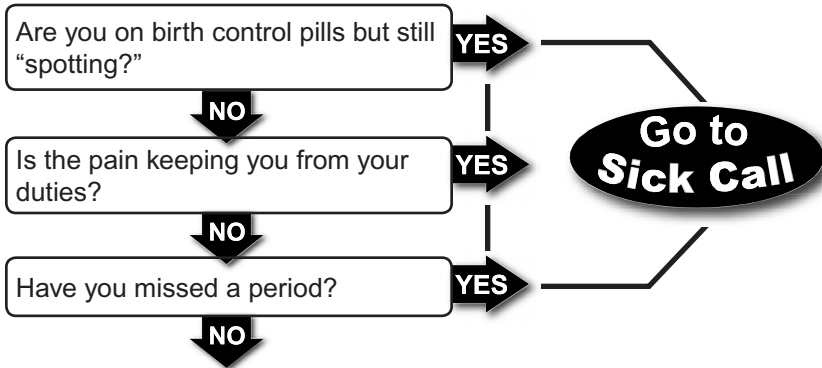 Are you on birth control pills but still
“spotting?”
YES
NO
Is the pain keeping you from your
duties?
YES
NO
Have you missed a period?
YES
NO
Go to
Sick Call